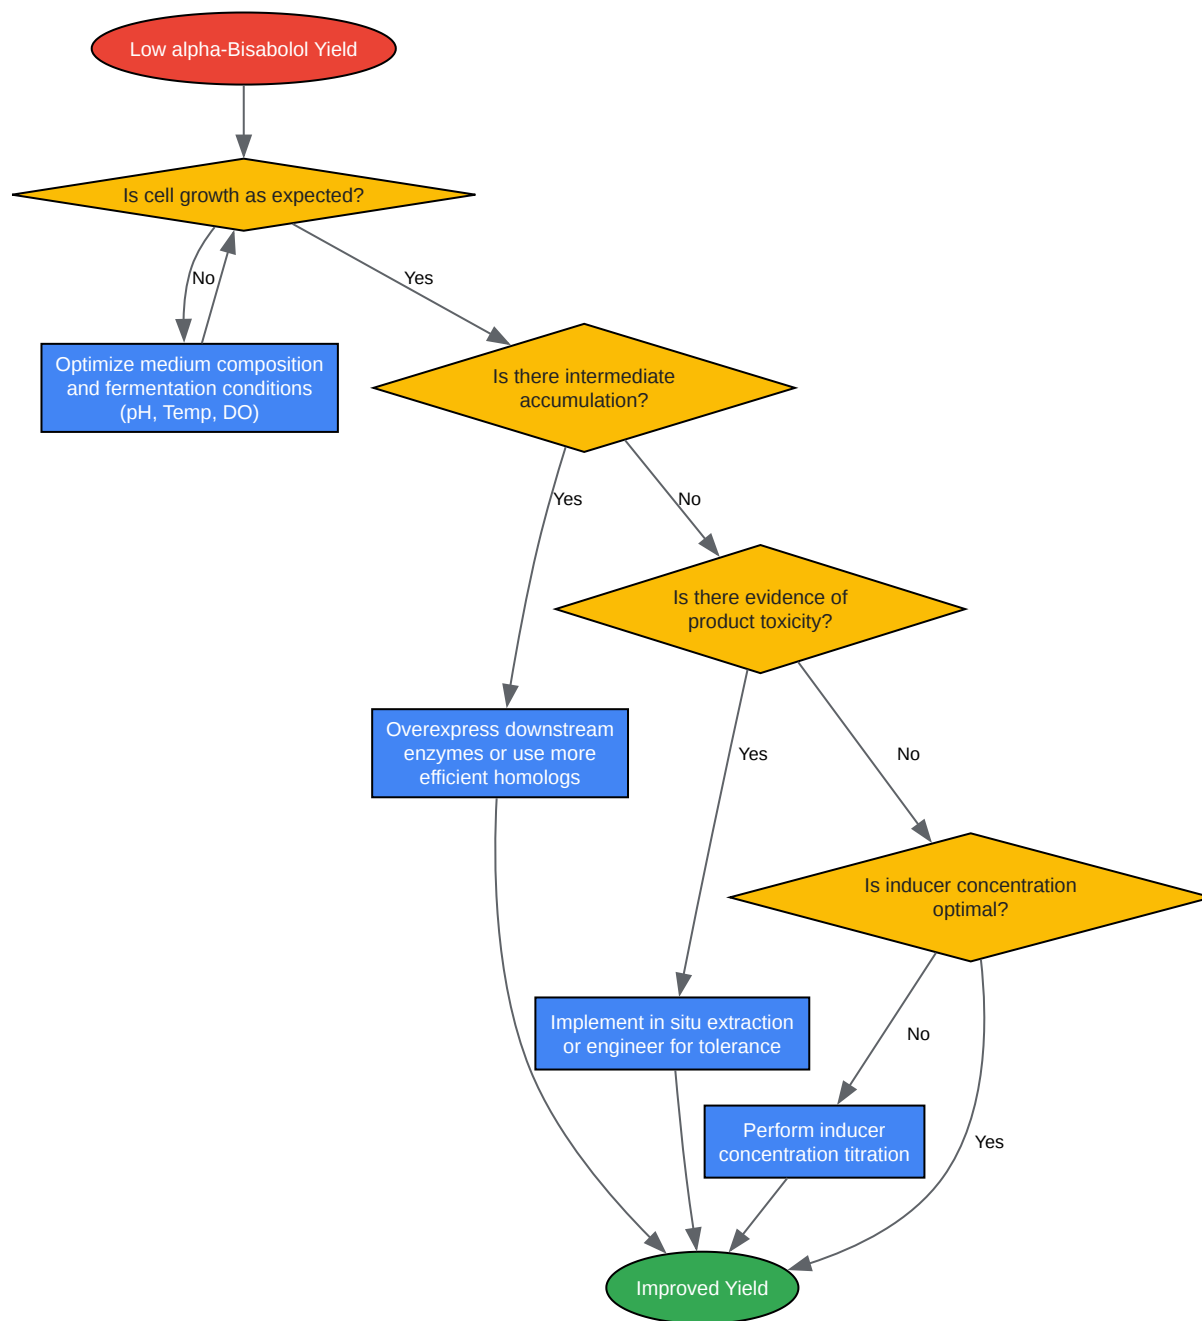 Low alpha-Bisabolol Yield
Is cell growth as expected?
No
Yes
Optimize medium composition
and fermentation conditions
(pH, Temp, DO)
Is there intermediate
accumulation?
Yes
No
Is there evidence of
product toxicity?
Overexpress downstream
enzymes or use more
efficient homologs
Yes
No
Is inducer concentration
optimal?
Implement in situ extraction
or engineer for tolerance
No
Perform inducer
concentration titration
Yes
Improved Yield